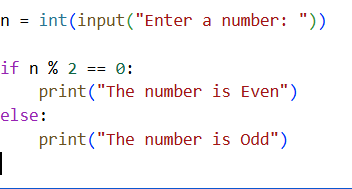 n = int(input("Enter a number: "))
if n % 2 == 0:
    print("The number is Even")
else:
    print("The number is Odd")